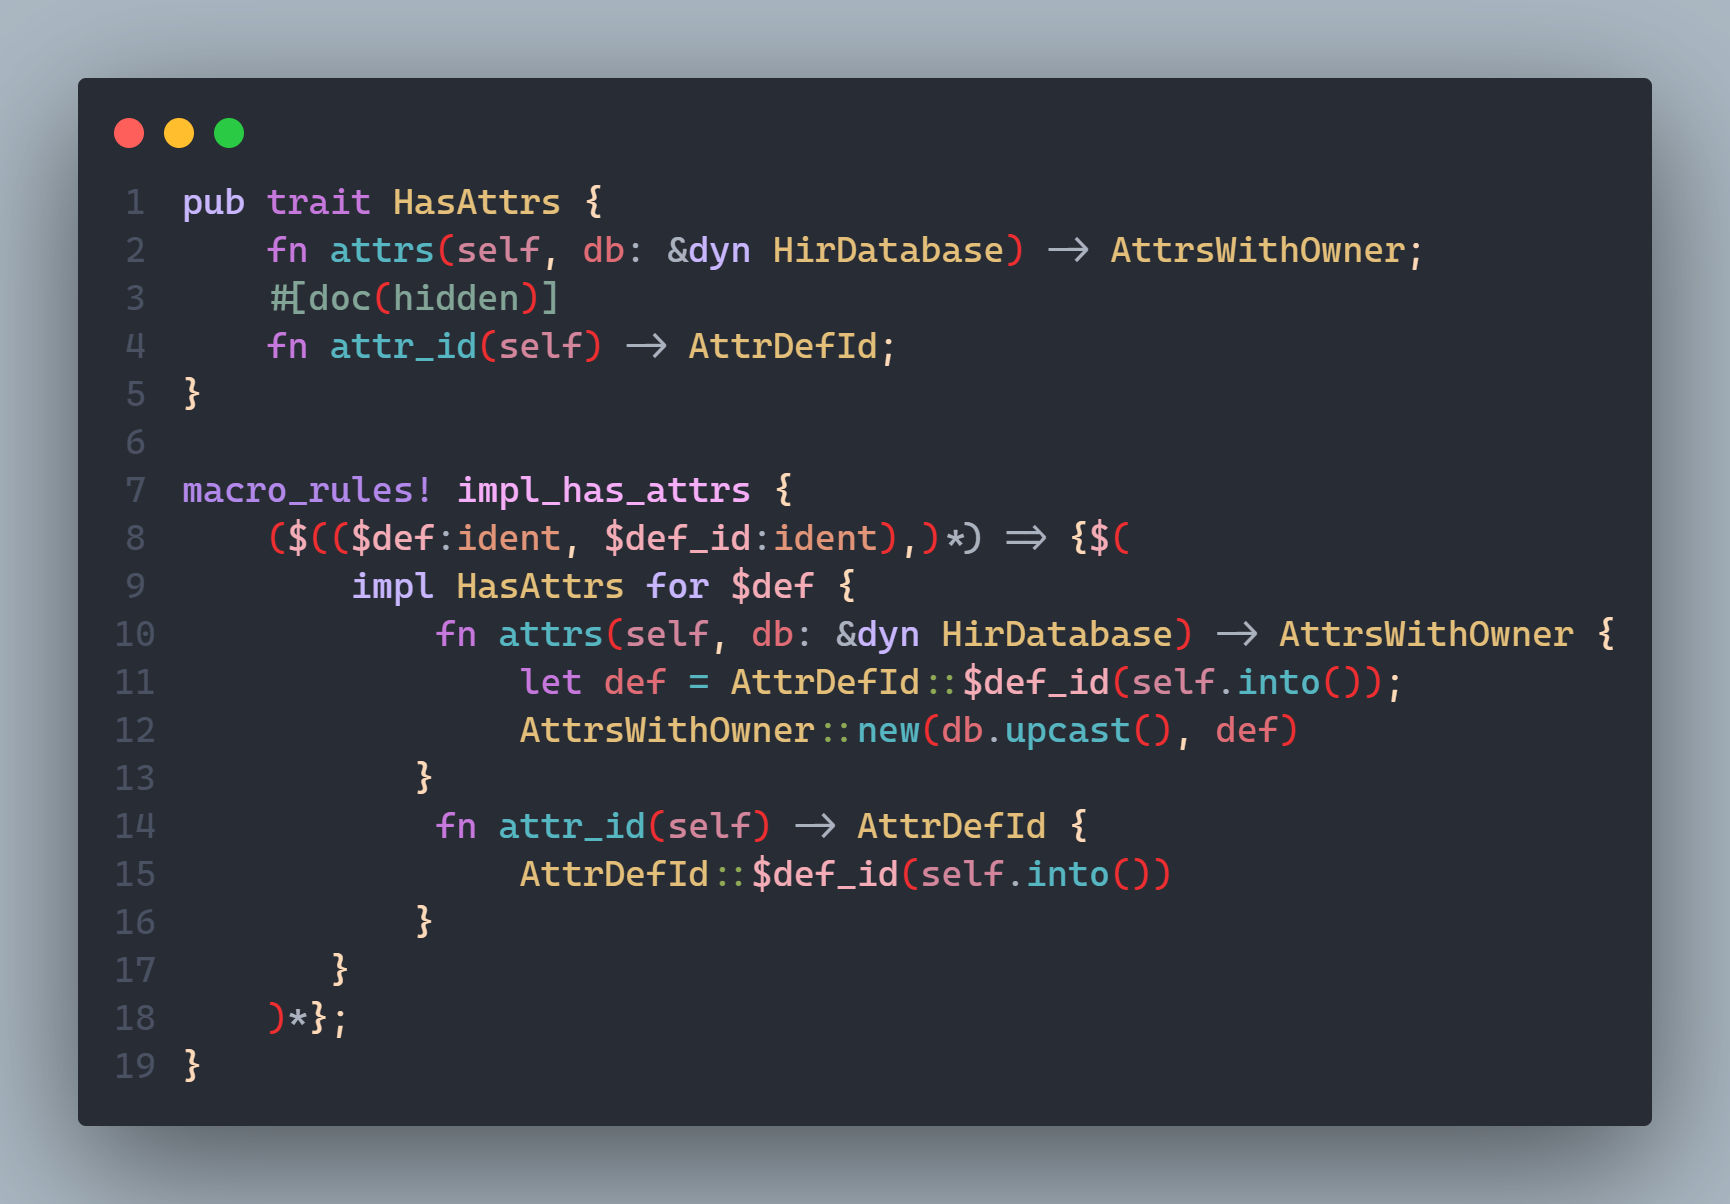 1 pub trait HasAttrs {
2     fn attrs(self, db: &dyn HirDatabase) -> AttrsWithOwner;
3     #[doc(hidden)]
4     fn attr_id(self) -> AttrDefId;
5 }
6
7 macro_rules! impl_has_attrs {
8     ($(($def:ident, $def_id:ident),)*) => {$(
9         impl HasAttrs for $def {
10             fn attrs(self, db: &dyn HirDatabase) -> AttrsWithOwner {
11                 let def = AttrDefId::$def_id(self.into());
12                 AttrsWithOwner::new(db.upcast(), def)
13            }
14             fn attr_id(self) -> AttrDefId {
15                 AttrDefId::$def_id(self.into())
16            }
17        }
18     )*};
19 }